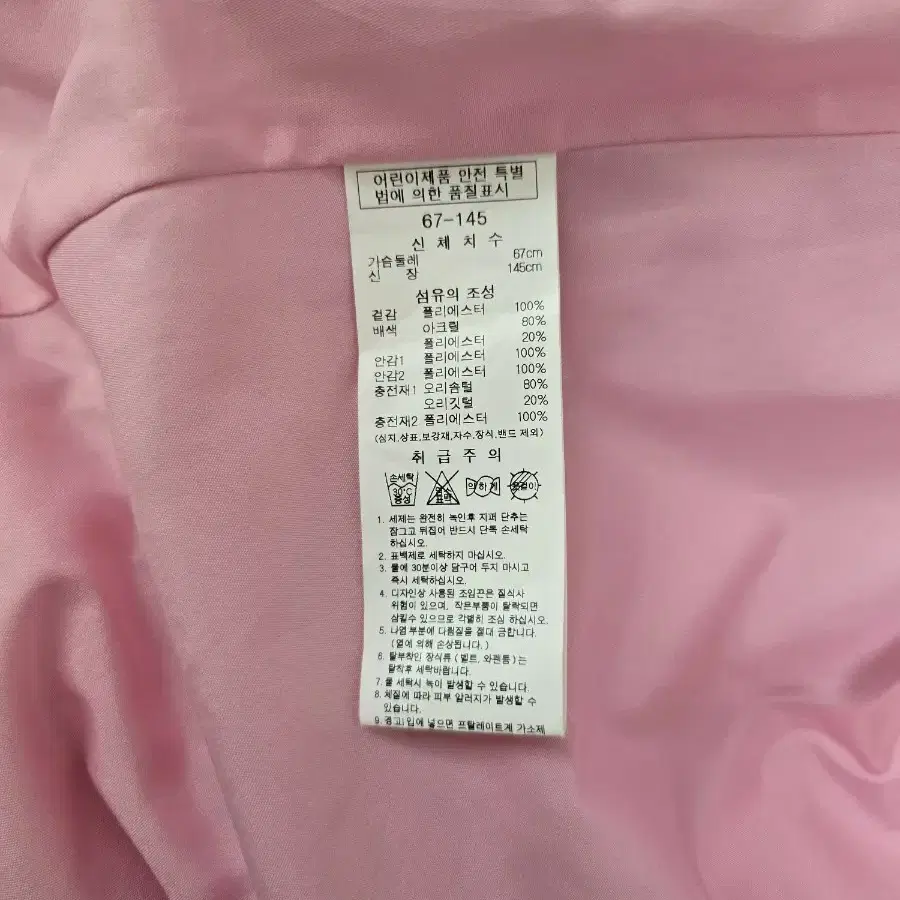 어린이제품 안전 특별
법에 의한 품질표시
67-145
신 체 치 수
가슴둘레 67cm
신 장 145cm
섬유의 조성
겉감 폴리에스터 100%
배색 아크릴 80%
폴리에스터 20%
안감1 폴리에스터 100%
안감2 폴리에스터 100%
충전재1 오리솜털 80%
오리깃털 20%
충전재2 폴리에스터 100%
(심지,상표,보강재,자수,장식,밴드 제외)
취 급 주 의
손세탁 30℃ 중성 염소 표백 약하게 옷걸이
1. 세제는 완전히 녹인후 지퍼 단추는
잠그고 뒤집어 반드시 단독 손세탁
하십시오.
2. 표백제로 세탁하지 마십시오.
3. 물에 30분이상 담구어 두지 마시고
즉시 세탁하십시오.
4. 디자인상 사용된 조임끈은 질식사
위험이 있으며, 작은부품이 탈락되면
삼킬수 있으므로 각별히 조심 하십시오.
5. 나염 부분에 다림질을 절대 금합니다.
(열에 의해 손상됩니다.)
6. 탈부착인 장식류 (벨트, 와펜등)는
탈착후 세탁바랍니다.
7. 물 세탁시 녹이 발생할 수 있습니다.
8. 체질에 따라 피부 알러지가 발생할 수
있습니다.
9. 경고! 입에 넣으면 프탈레이트계 가소제